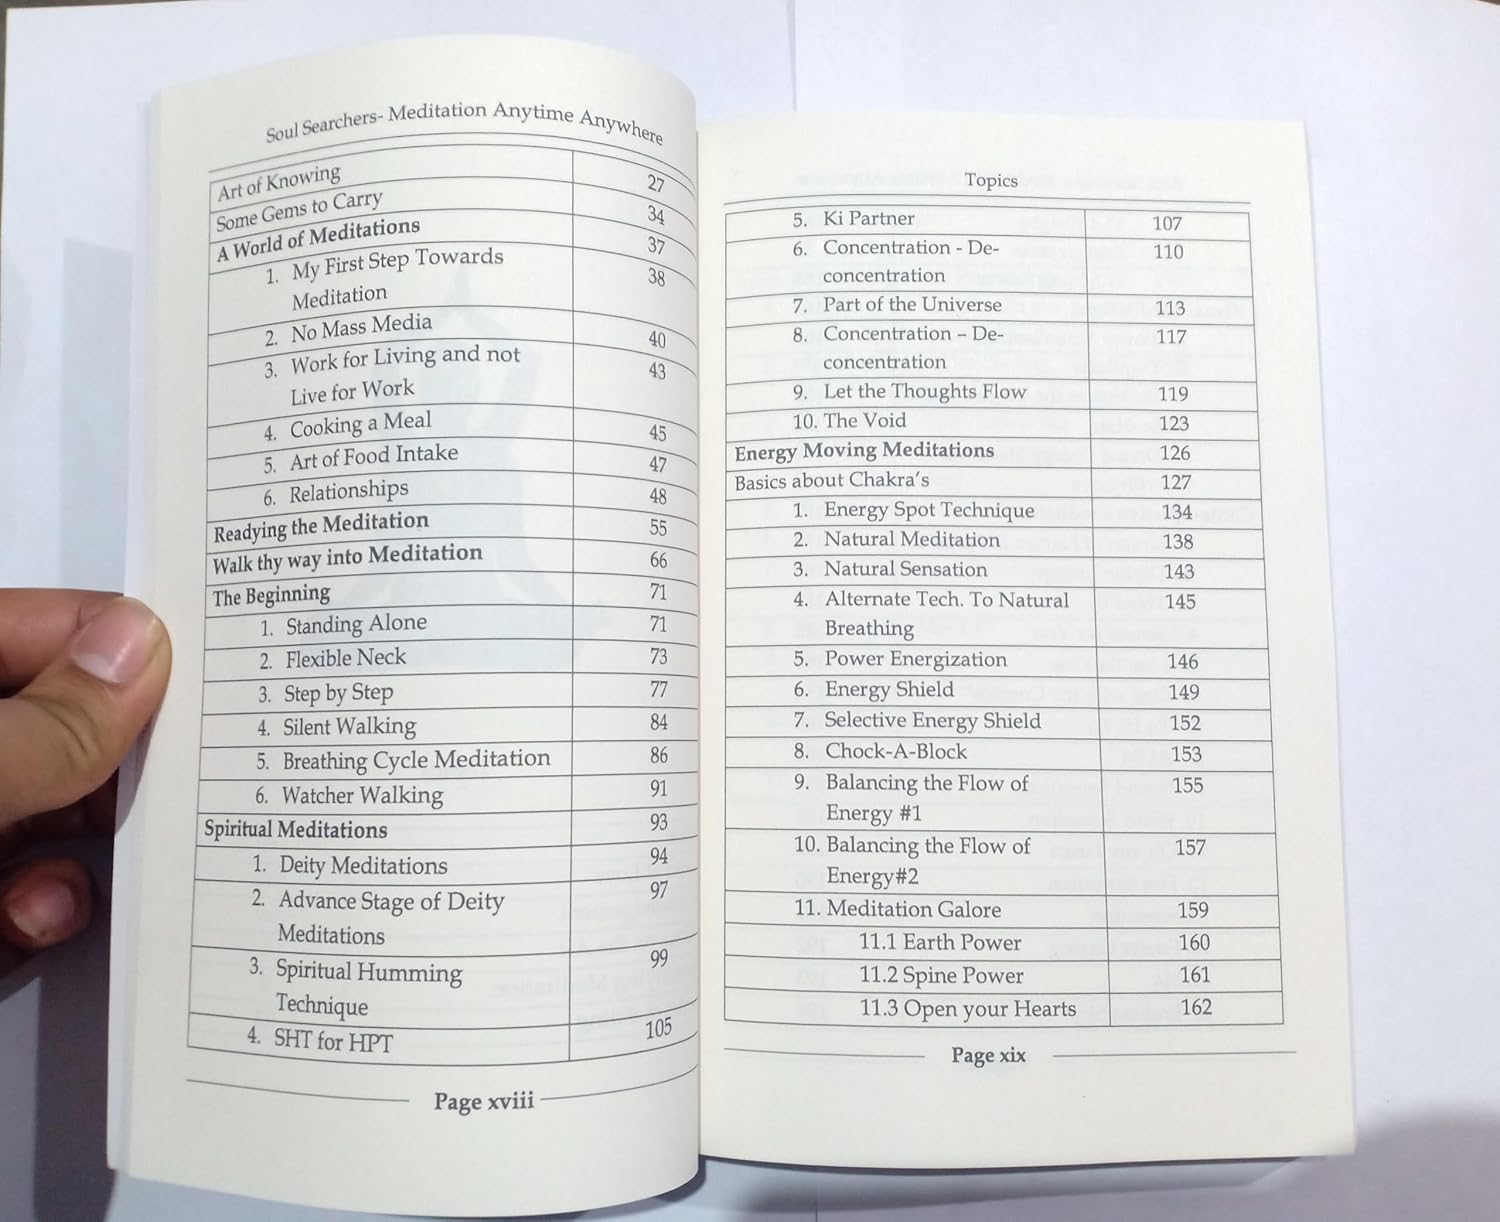 Soul Searchers- Meditation Anytime Anywhere
Art of Knowing 27
Some Gems to Carry 34
A World of Meditations 37
1. My First Step Towards 38
Meditation
2. No Mass Media 40
3. Work for Living and not 43
Live for Work
4. Cooking a Meal 45
5. Art of Food Intake 47
6. Relationships 48
Readying the Meditation 55
Walk thy way into Meditation 66
The Beginning 71
1. Standing Alone 71
2. Flexible Neck 73
3. Step by Step 77
4. Silent Walking 84
5. Breathing Cycle Meditation 86
6. Watcher Walking 91
Spiritual Meditations 93
1. Deity Meditations 94
2. Advance Stage of Deity 97
Meditations
3. Spiritual Humming 99
Technique
4. SHT for HPT 105
Page xviii
Topics
5. Ki Partner 107
6. Concentration - De- 110
concentration
7. Part of the Universe 113
8. Concentration – De- 117
concentration
9. Let the Thoughts Flow 119
10. The Void 123
Energy Moving Meditations 126
Basics about Chakra's 127
1. Energy Spot Technique 134
2. Natural Meditation 138
3. Natural Sensation 143
4. Alternate Tech. To Natural 145
Breathing
5. Power Energization 146
6. Energy Shield 149
7. Selective Energy Shield 152
8. Chock-A-Block 153
9. Balancing the Flow of 155
Energy #1
10. Balancing the Flow of 157
Energy#2
11. Meditation Galore 159
11.1 Earth Power 160
11.2 Spine Power 161
11.3 Open your Hearts 162
Page xix